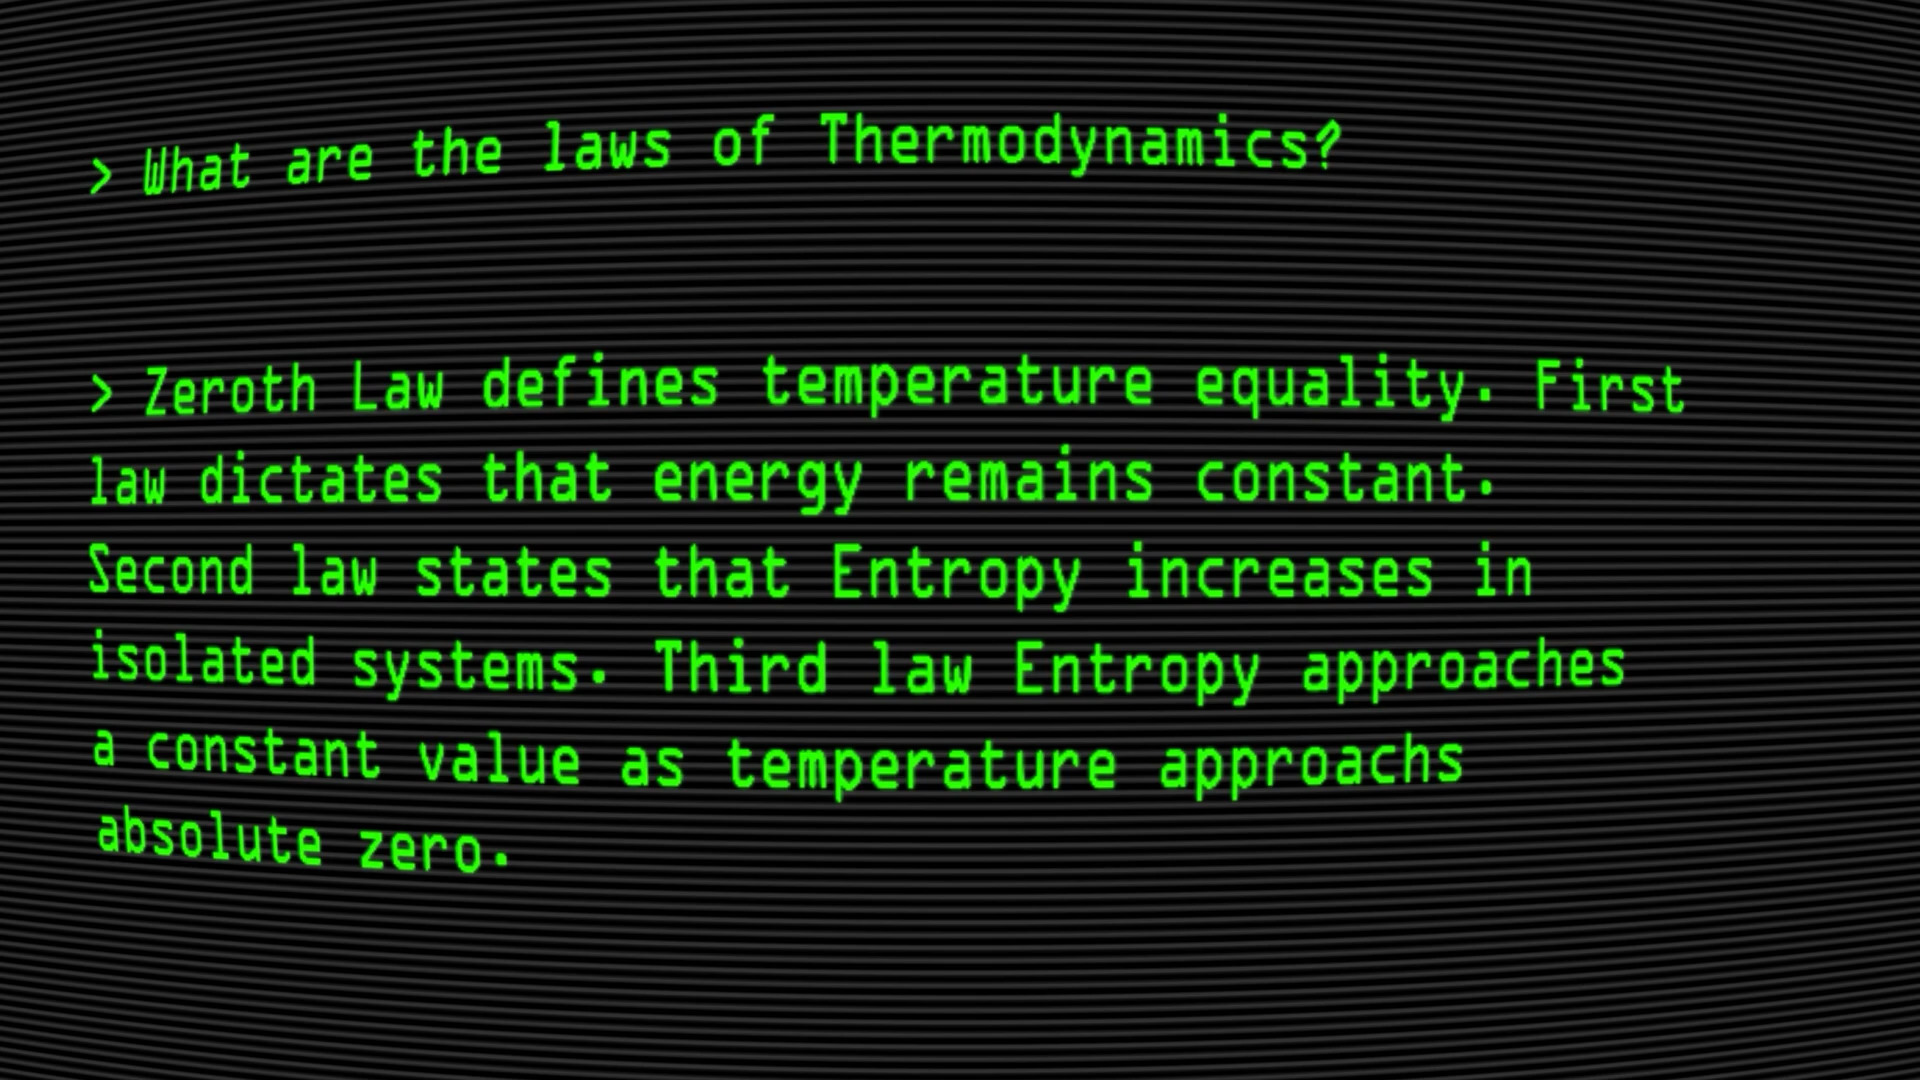 > What are the laws of Thermodynamics?
> Zeroth Law defines temperature equality. First
law dictates that energy remains constant.
Second law states that Entropy increases in
isolated systems. Third law Entropy approaches
a constant value as temperature approachs
absolute zero.